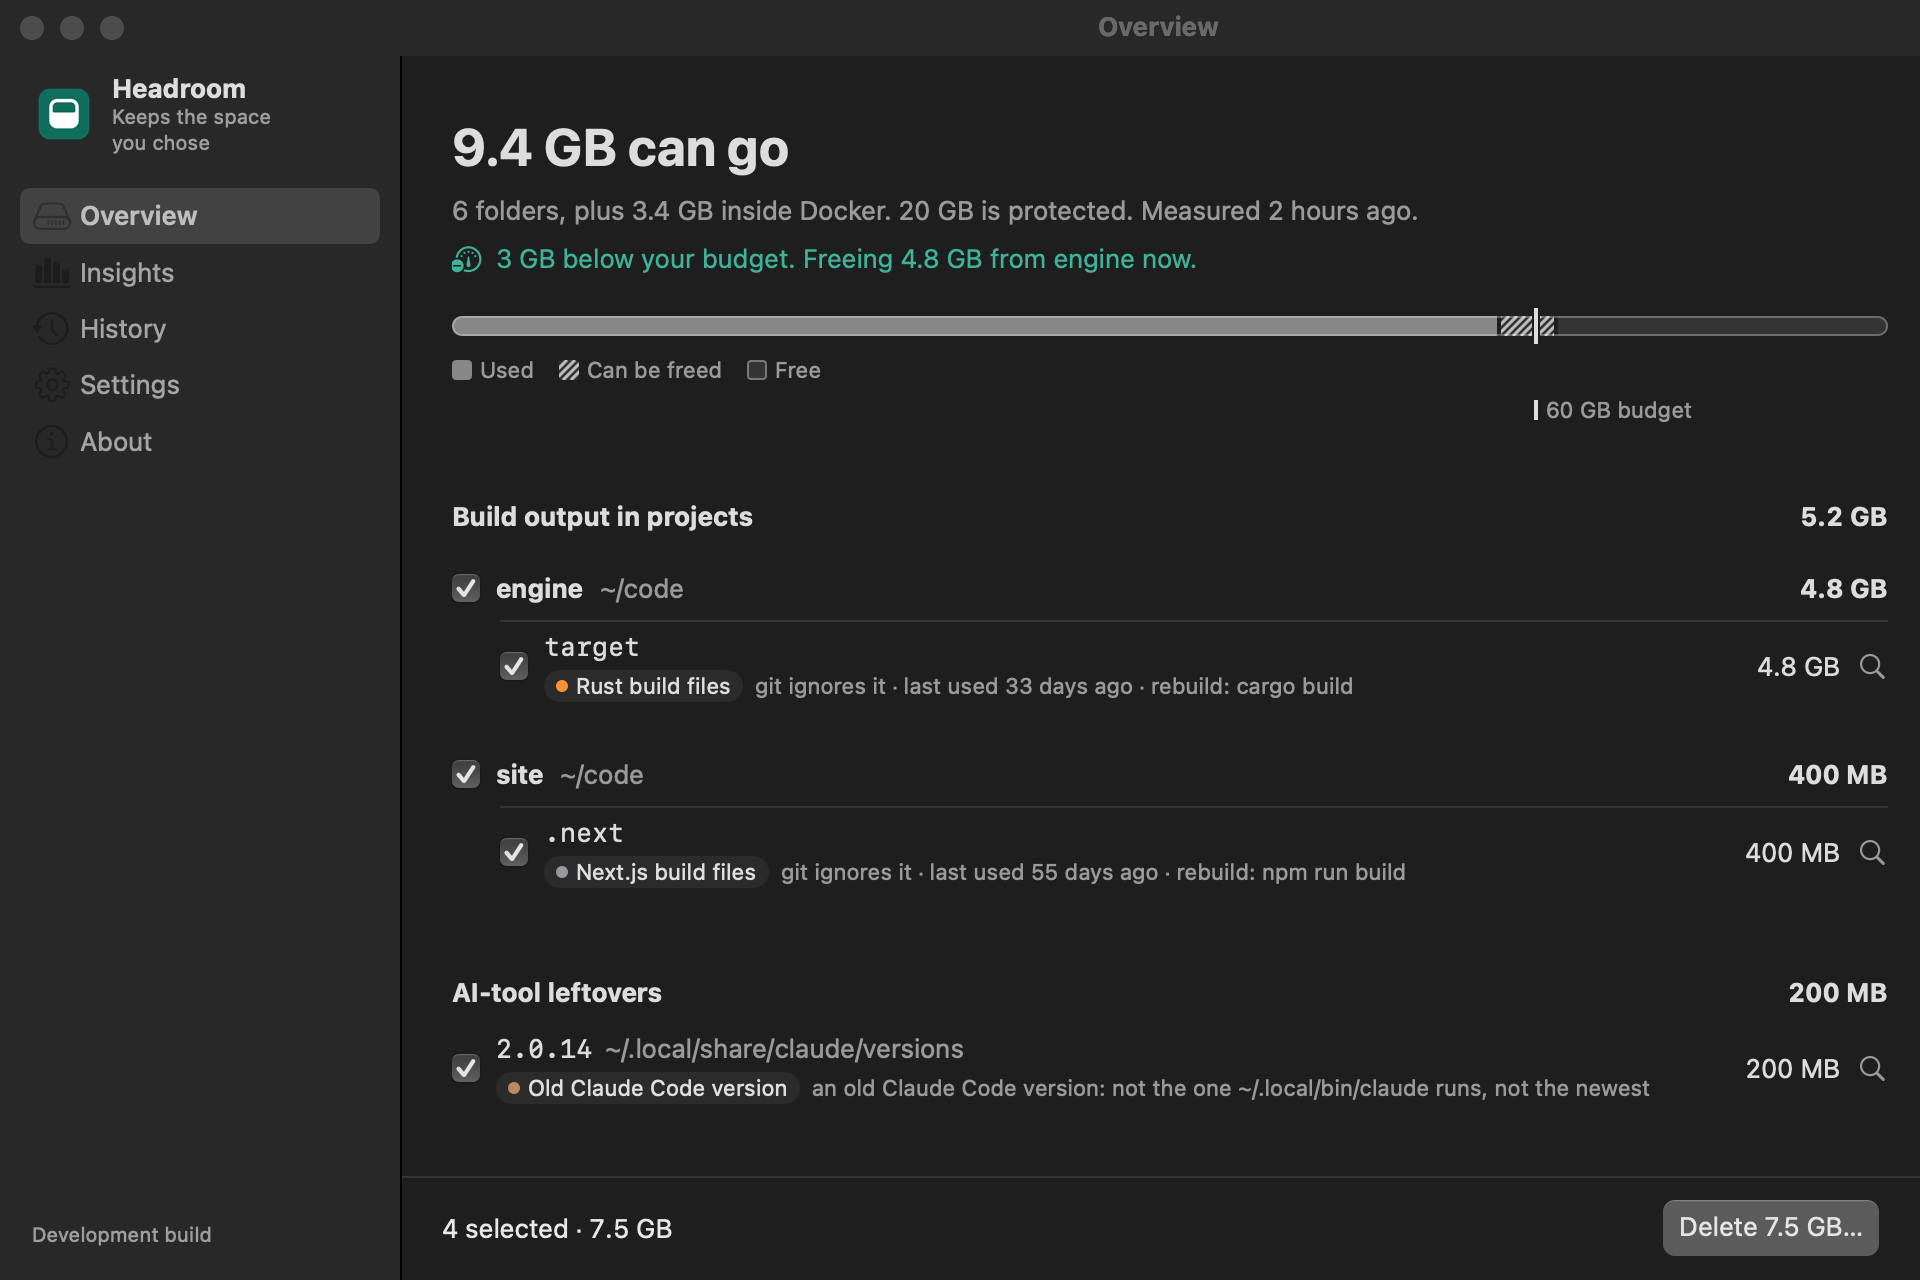 Overview
Headroom
Keeps the space
you chose
Overview
Insights
History
Settings
About
Development build
9.4 GB can go
6 folders, plus 3.4 GB inside Docker. 20 GB is protected. Measured 2 hours ago.
3 GB below your budget. Freeing 4.8 GB from engine now.
Used Can be freed Free
60 GB budget
Build output in projects 5.2 GB
engine ~/code 4.8 GB
target
Rust build files git ignores it · last used 33 days ago · rebuild: cargo build 4.8 GB
site ~/code 400 MB
.next
Next.js build files git ignores it · last used 55 days ago · rebuild: npm run build 400 MB
AI-tool leftovers 200 MB
2.0.14 ~/.local/share/claude/versions
Old Claude Code version an old Claude Code version: not the one ~/.local/bin/claude runs, not the newest 200 MB
4 selected · 7.5 GB Delete 7.5 GB...